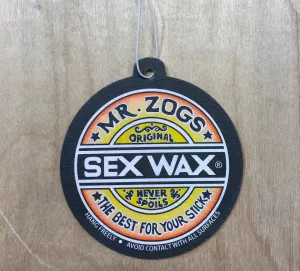 MR. ZOGS
ORIGINAL
SEX WAX®
NEVER
SPOILS
THE BEST FOR YOUR STICK
HANG FREELY • AVOID CONTACT WITH ALL SURFACES